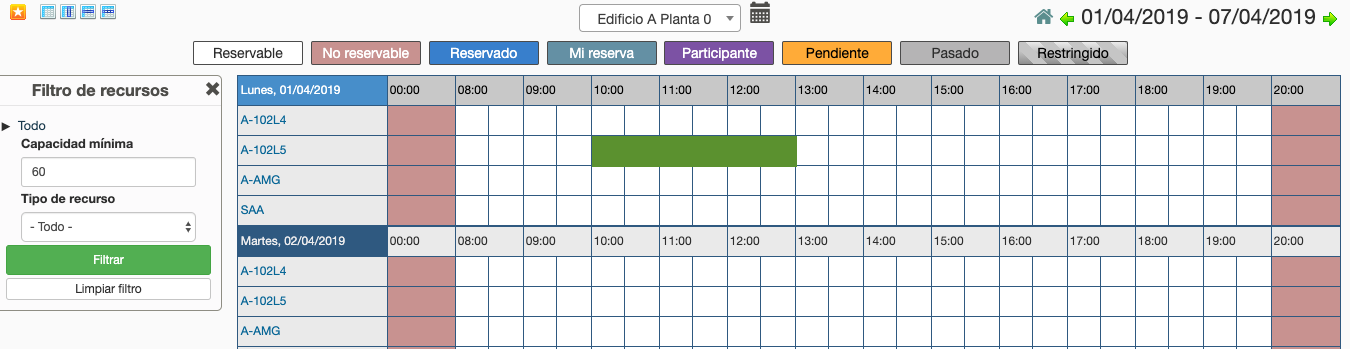 Edificio A Planta 0
01/04/2019 - 07/04/2019
Reservable No reservable Reservado Mi reserva Participante Pendiente Pasado Restringido
Filtro de recursos
Todo
Capacidad mínima
60
Tipo de recurso
- Todo -
Filtrar
Limpiar filtro
Lunes, 01/04/2019 00:00 08:00 09:00 10:00 11:00 12:00 13:00 14:00 15:00 16:00 17:00 18:00 19:00 20:00
A-102L4
A-102L5
A-AMG
SAA
Martes, 02/04/2019 00:00 08:00 09:00 10:00 11:00 12:00 13:00 14:00 15:00 16:00 17:00 18:00 19:00 20:00
A-102L4
A-102L5
A-AMG